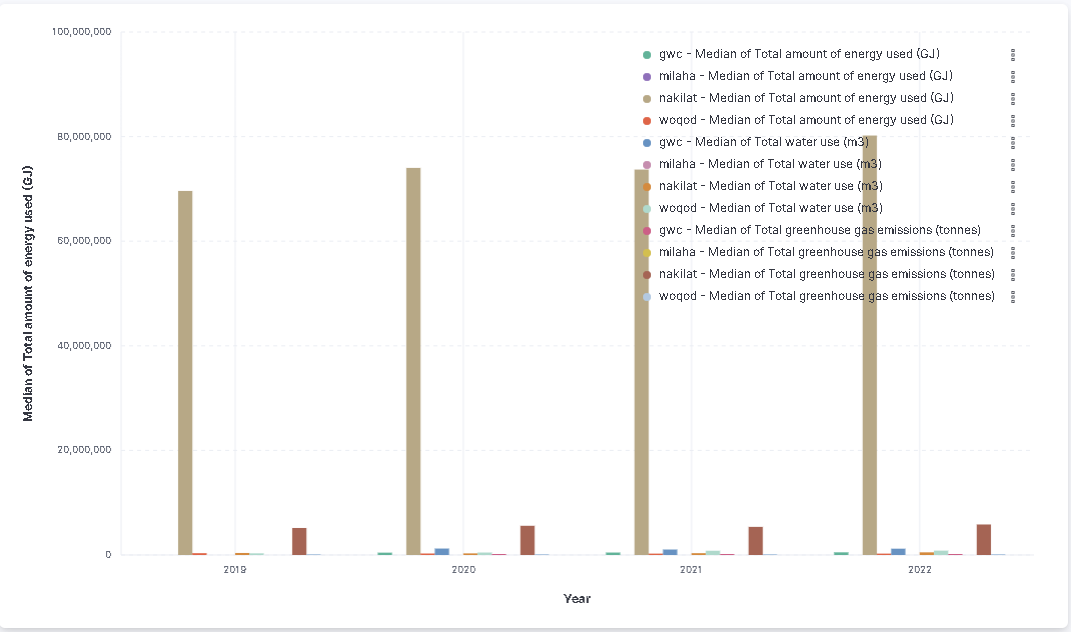 100,000,000
80,000,000
60,000,000
40,000,000
20,000,000
0
Median of Total amount of energy used (GJ)
gwc - Median of Total amount of energy used (GJ)
milaha - Median of Total amount of energy used (GJ)
nakilat - Median of Total amount of energy used (GJ)
woqod - Median of Total amount of energy used (GJ)
gwc - Median of Total water use (m3)
milaha - Median of Total water use (m3)
nakilat - Median of Total water use (m3)
woqod - Median of Total water use (m3)
gwc - Median of Total greenhouse gas emissions (tonnes)
milaha - Median of Total greenhouse gas emissions (tonnes)
nakilat - Median of Total greenhouse gas emissions (tonnes)
woqod - Median of Total greenhouse gas emissions (tonnes)
2019 2020 2021 2022
Year